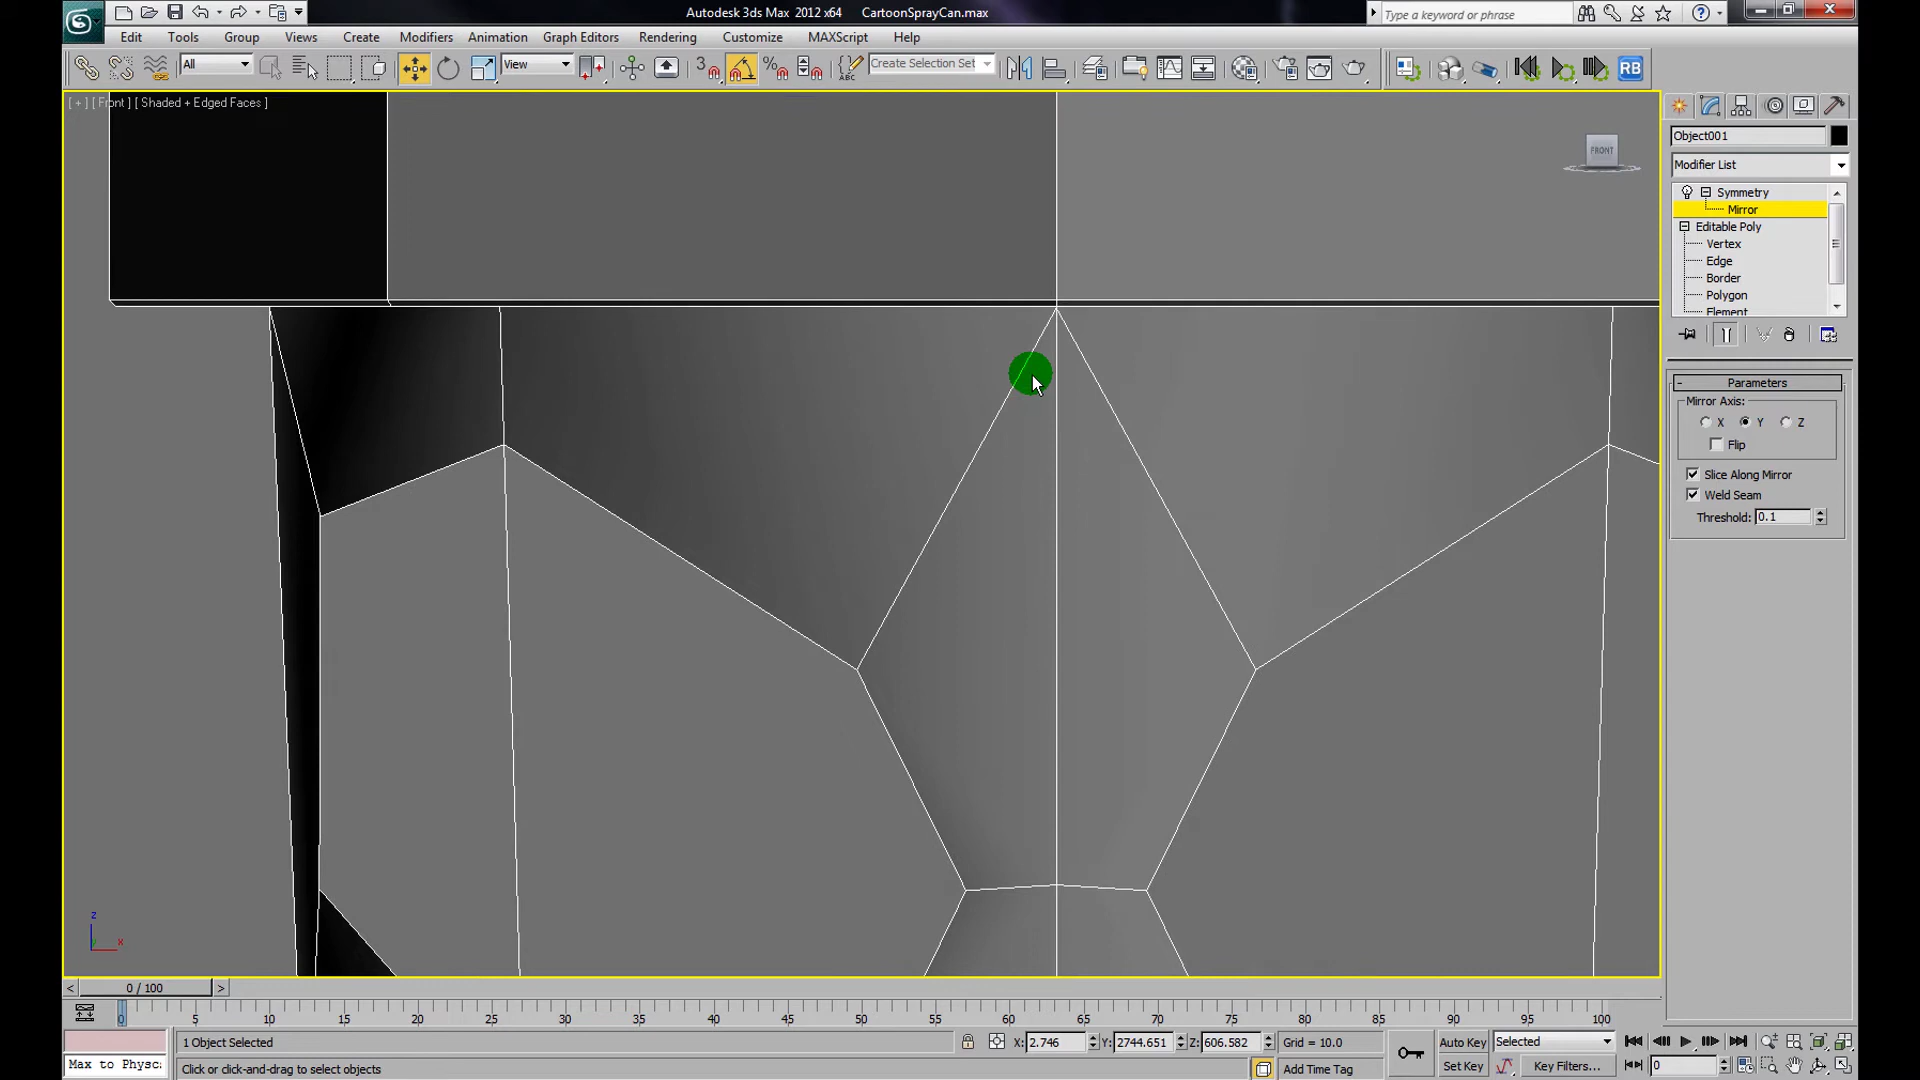 Autodesk 3ds Max 2012 x64 CartoonSprayCan.max
Type a keyword or phrase
Edit Tools Group Views Create Modifiers Animation Graph Editors Rendering Customize MAXScript Help
All View Create Selection Set RB
[ + ] [ Front ] [ Shaded + Edged Faces ]
FRONT
Object001
Modifier List
Symmetry
Mirror
Editable Poly
Vertex
Edge
Border
Polygon
Element
Parameters
Mirror Axis:
X Y Z
Flip
Slice Along Mirror
Weld Seam
Threshold: 0.1
z
x
0 / 100
0 5 10 15 20 25 30 35 40 45 50 55 60 65 70 75 80 85 90 95 100
1 Object Selected X: 2.746 Y: 2744.651 Z: 606.582 Grid = 10.0 Auto Key Selected
Max to Physc: Click or click-and-drag to select objects Add Time Tag Set Key Key Filters... 0